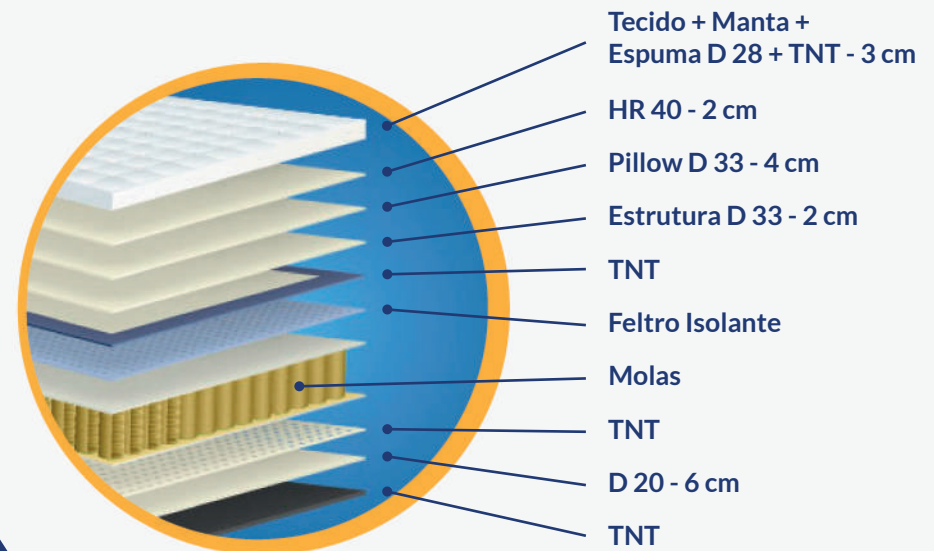 Tecido + Manta +
Espuma D 28 + TNT - 3 cm
HR 40 - 2 cm
Pillow D 33 - 4 cm
Estrutura D 33 - 2 cm
TNT
Feltro Isolante
Molas
TNT
D 20 - 6 cm
TNT